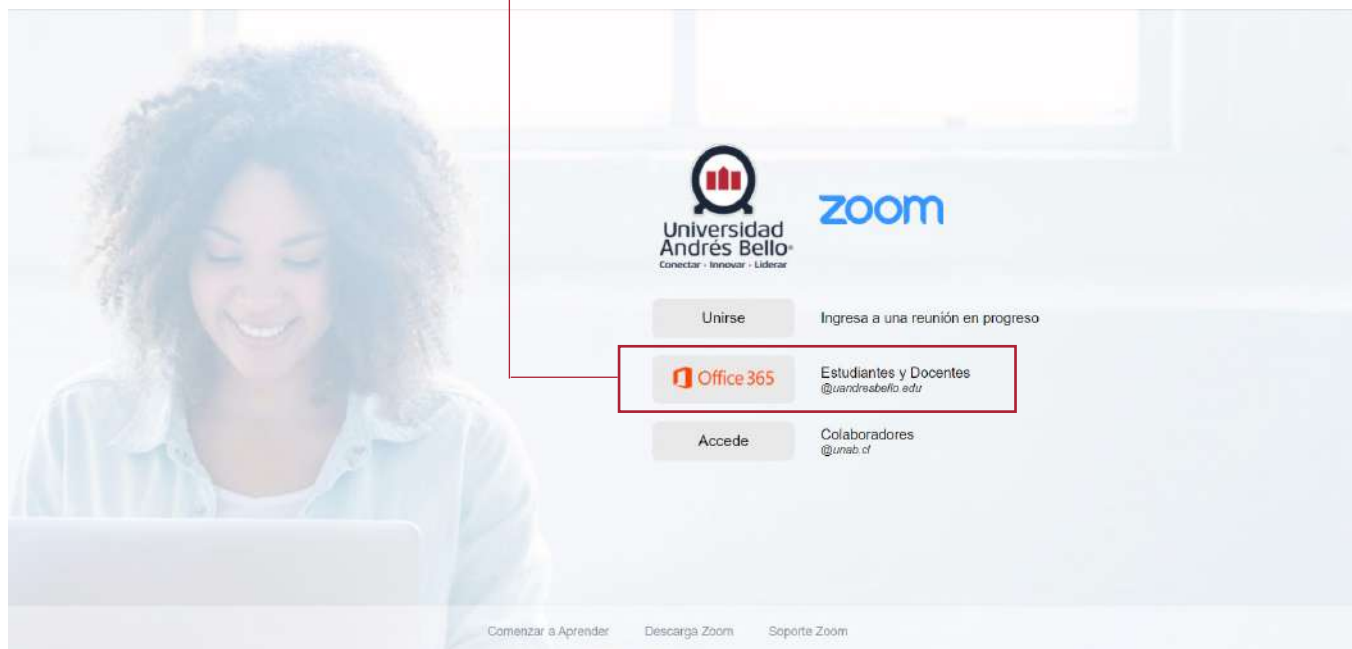 Universidad
Andrés Bello®
Conectar - Innovar - Liderar
zoom
Unirse
Ingresa a una reunión en progreso
Office 365
Estudiantes y Docentes
@uandresbello.edu
Accede
Colaboradores
@unab.cl
Comenzar a Aprender
Descarga Zoom
Soporte Zoom